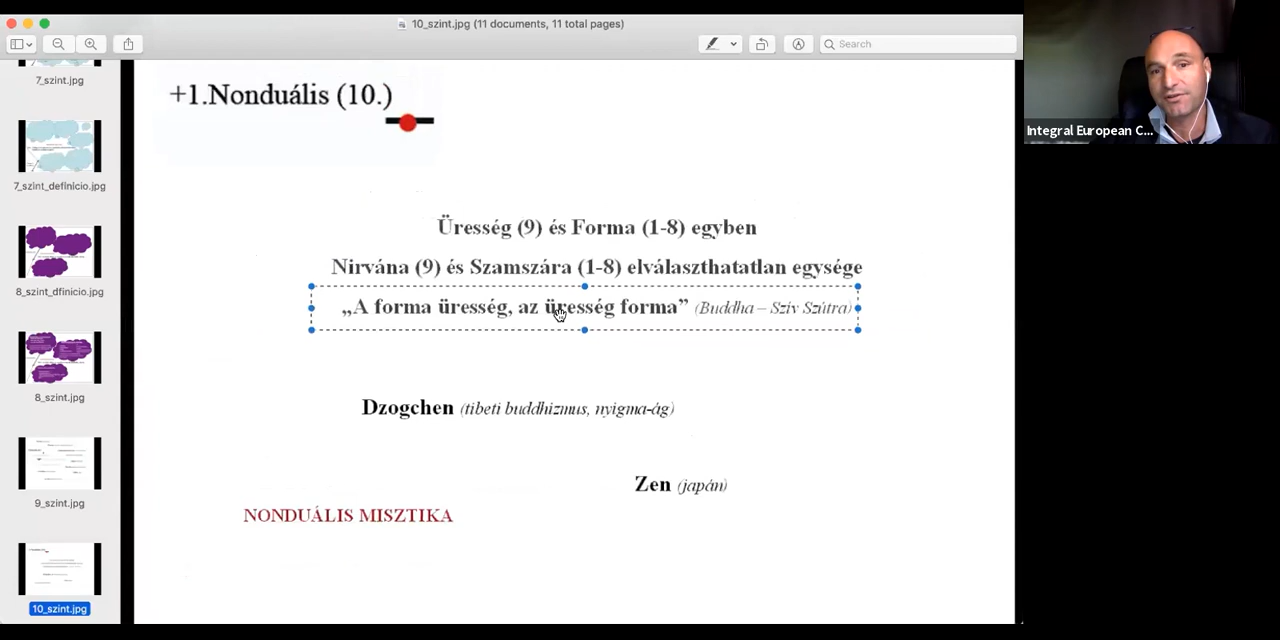 10_szint.jpg (11 documents, 11 total pages)
Search
7_szint.jpg
7_szint_definicio.jpg
8_szint_dfinicio.jpg
8_szint.jpg
9_szint.jpg
10_szint.jpg
+1.Nonduális (10.)
Üresség (9) és Forma (1-8) egyben
Nirvána (9) és Szamszára (1-8) elválaszthatatlan egysége
„A forma üresség, az üresség forma” (Buddha – Szív Szútra)
Dzogchen (tibeti buddhizmus, nyigma-ág)
Zen (japán)
NONDUÁLIS MISZTIKA
Integral European C...